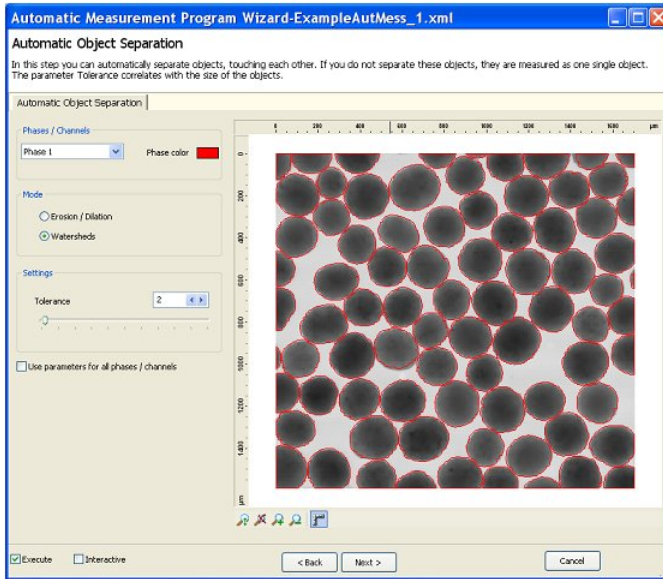 Automatic Measurement Program Wizard-ExampleAutMess_1.xml
Automatic Object Separation
In this step you can automatically separate objects, touching each other. If you do not separate these objects, they are measured as one single object.
The parameter Tolerance correlates with the size of the objects.
Automatic Object Separation
Phases / Channels
Phase 1
Phase color
Mode
Erosion / Dilation
Watersheds
Settings
Tolerance
2
Use parameters for all phases / channels
0 200 400 600 800 1000 1200 1400 1600 µm
0
200
400
600
800
1000
1200
1400
µm
Execute
Interactive
< Back
Next >
Cancel